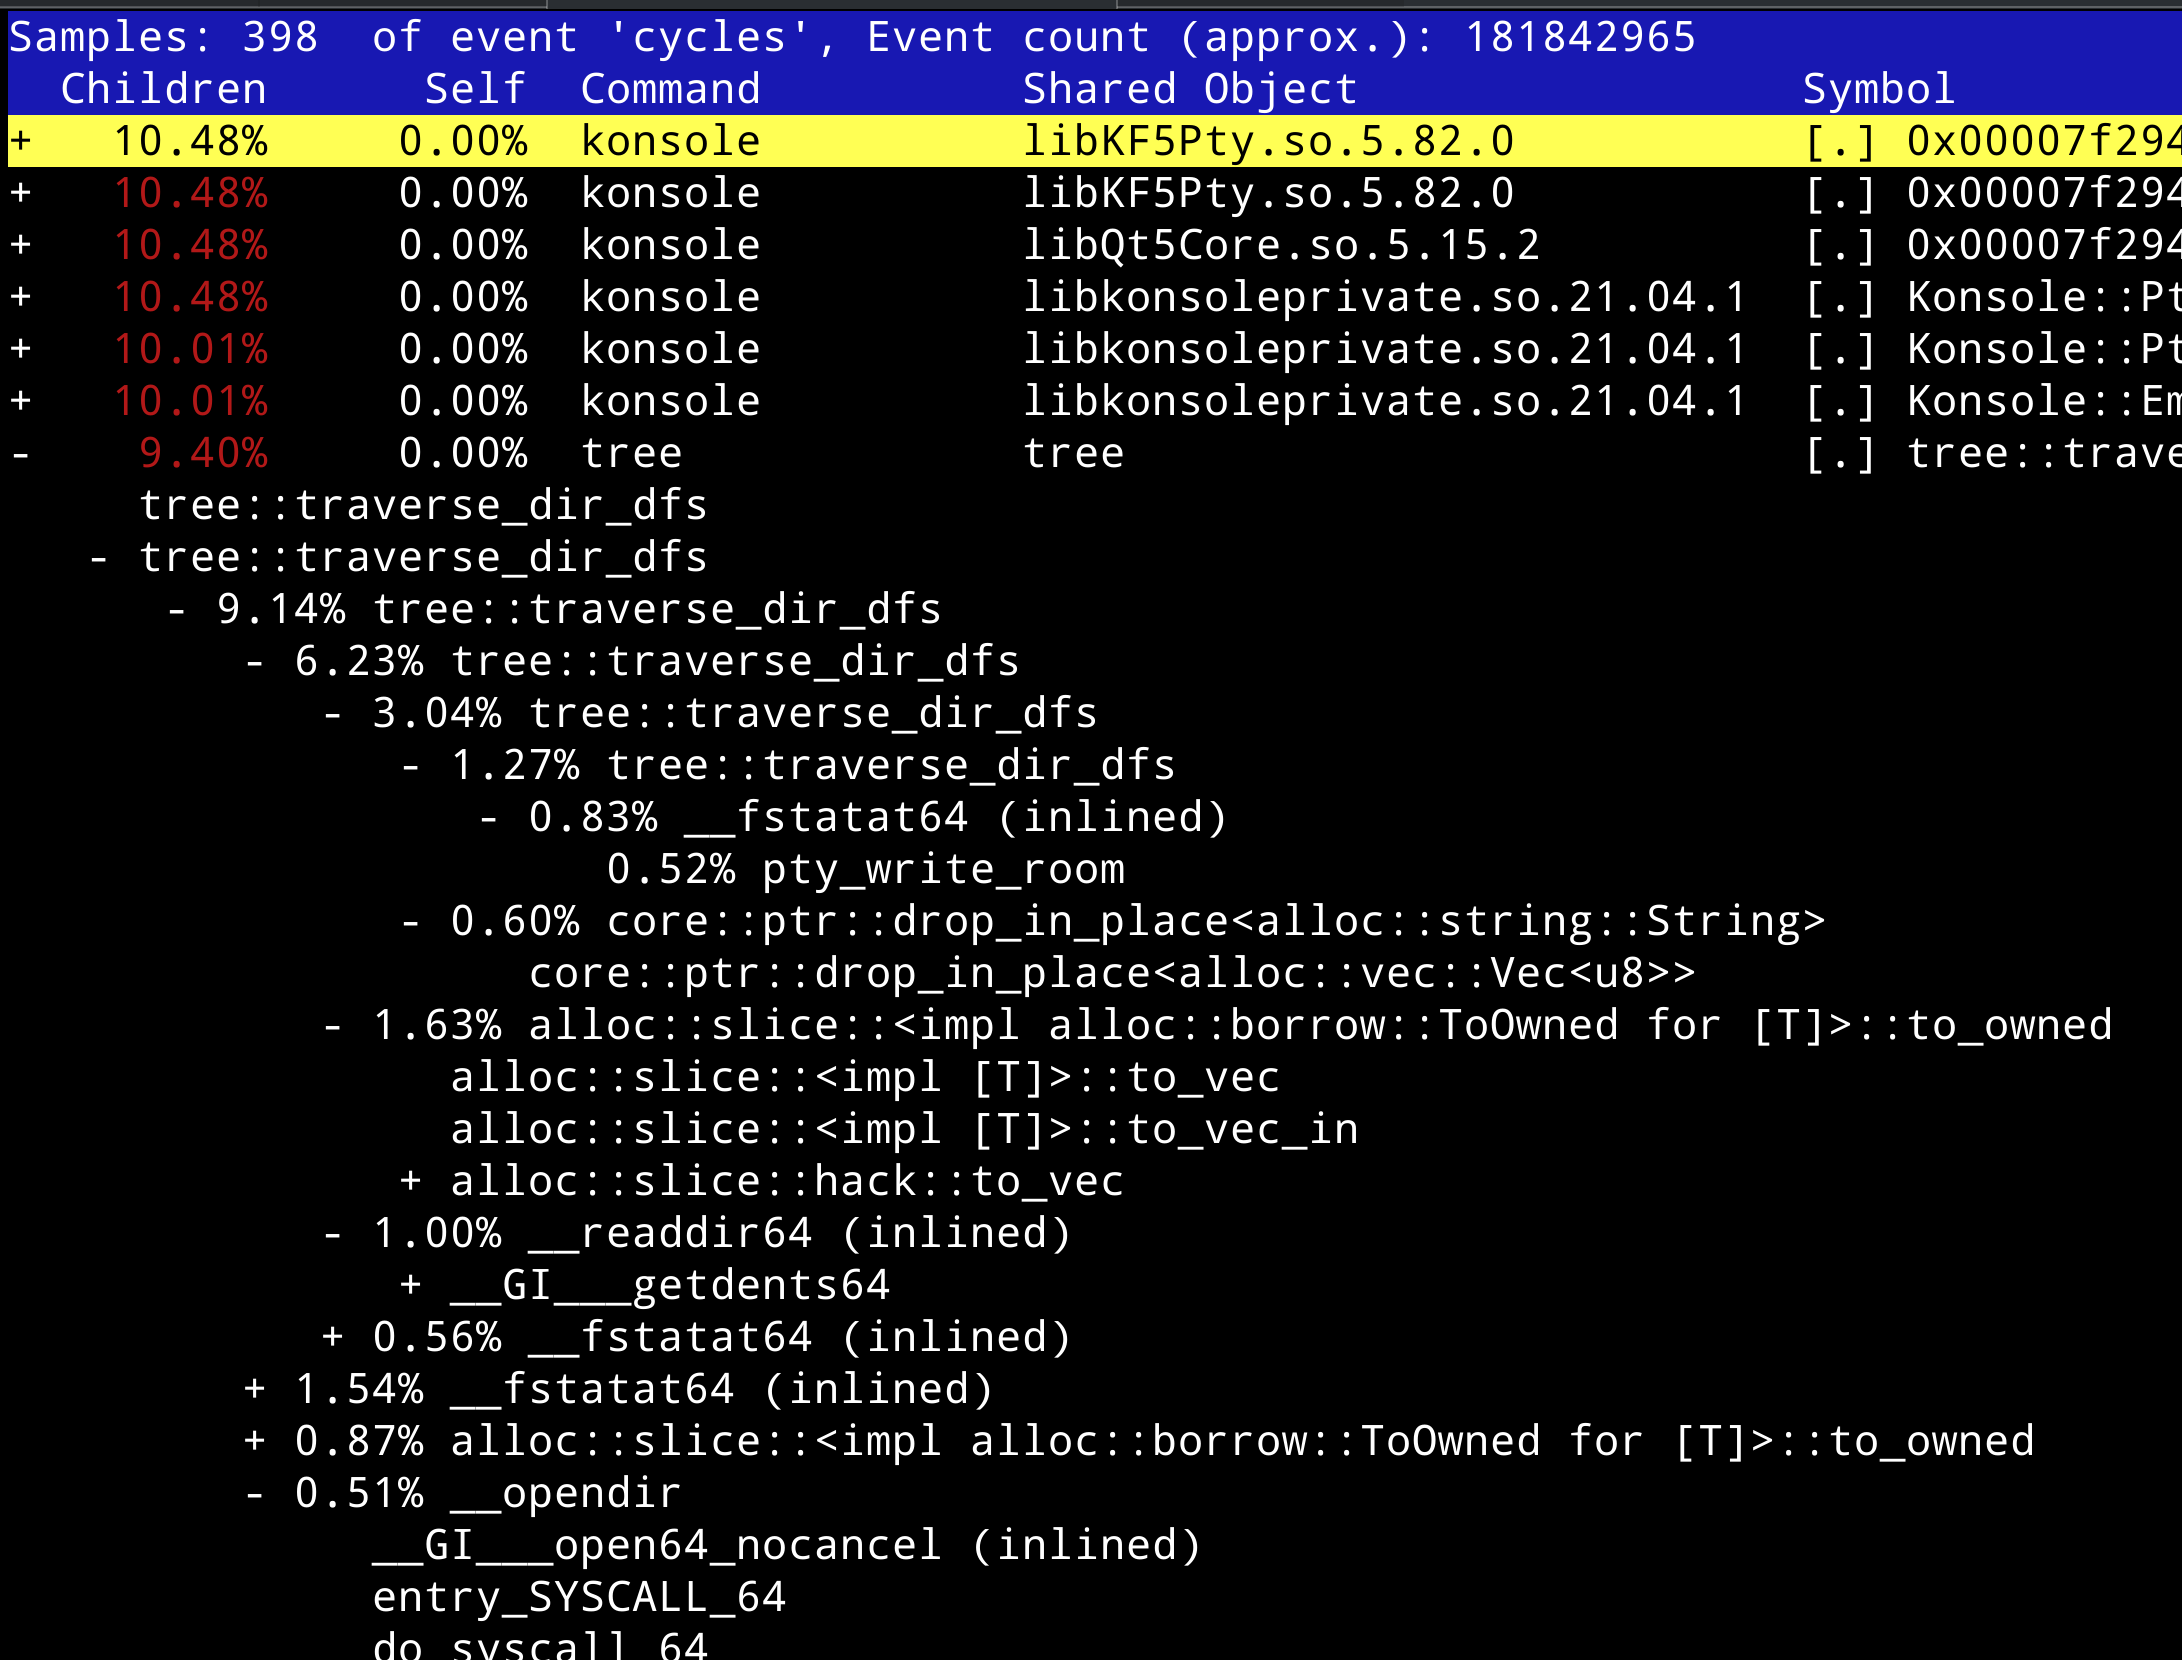 Samples: 398  of event 'cycles', Event count (approx.): 181842965
  Children      Self  Command          Shared Object                 Symbol
+   10.48%     0.00%  konsole          libKF5Pty.so.5.82.0           [.] 0x00007f294
+   10.48%     0.00%  konsole          libKF5Pty.so.5.82.0           [.] 0x00007f294
+   10.48%     0.00%  konsole          libQt5Core.so.5.15.2          [.] 0x00007f294
+   10.48%     0.00%  konsole          libkonsoleprivate.so.21.04.1  [.] Konsole::Pt
+   10.01%     0.00%  konsole          libkonsoleprivate.so.21.04.1  [.] Konsole::Pt
+   10.01%     0.00%  konsole          libkonsoleprivate.so.21.04.1  [.] Konsole::Em
-    9.40%     0.00%  tree             tree                          [.] tree::trave
     tree::traverse_dir_dfs
   - tree::traverse_dir_dfs
      - 9.14% tree::traverse_dir_dfs
         - 6.23% tree::traverse_dir_dfs
            - 3.04% tree::traverse_dir_dfs
               - 1.27% tree::traverse_dir_dfs
                  - 0.83% __fstatat64 (inlined)
                       0.52% pty_write_room
               - 0.60% core::ptr::drop_in_place<alloc::string::String>
                    core::ptr::drop_in_place<alloc::vec::Vec<u8>>
            - 1.63% alloc::slice::<impl alloc::borrow::ToOwned for [T]>::to_owned
                 alloc::slice::<impl [T]>::to_vec
                 alloc::slice::<impl [T]>::to_vec_in
               + alloc::slice::hack::to_vec
            - 1.00% __readdir64 (inlined)
               + __GI___getdents64
            + 0.56% __fstatat64 (inlined)
         + 1.54% __fstatat64 (inlined)
         + 0.87% alloc::slice::<impl alloc::borrow::ToOwned for [T]>::to_owned
         - 0.51% __opendir
              __GI___open64_nocancel (inlined)
              entry_SYSCALL_64
              do_syscall_64